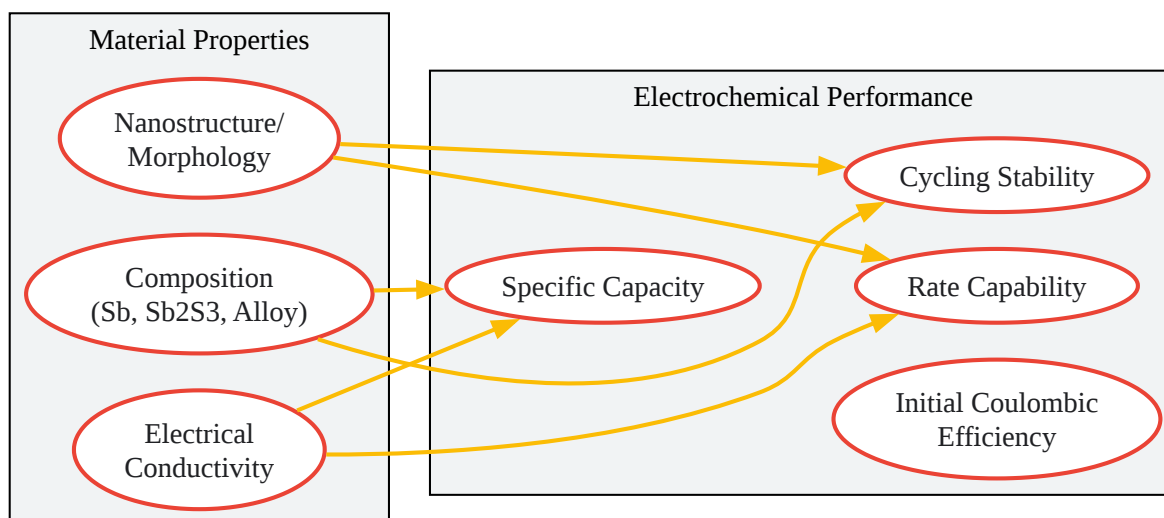 Material Properties
Nanostructure/
Morphology
Composition
(Sb, Sb2S3, Alloy)
Electrical
Conductivity
Electrochemical Performance
Specific Capacity
Cycling Stability
Rate Capability
Initial Coulombic
Efficiency